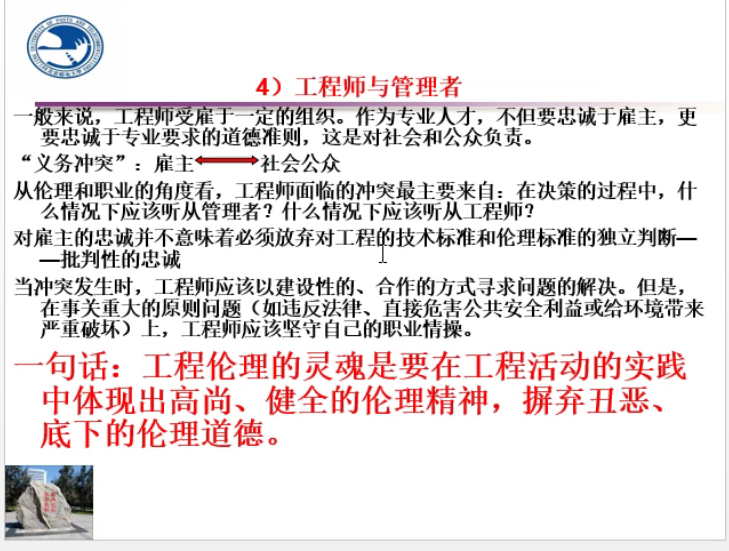 4）工程师与管理者
一般来说，工程师受雇于一定的组织。作为专业人才，不但要忠诚于雇主，更
要忠诚于专业要求的道德准则，这是对社会和公众负责。
“义务冲突”：雇主 社会公众
从伦理和职业的角度看，工程师面临的冲突最主要来自：在决策的过程中，什
么情况下应该听从管理者？什么情况下应该听从工程师？
对雇主的忠诚并不意味着必须放弃对工程的技术标准和伦理标准的独立判断—
—批判性的忠诚
当冲突发生时，工程师应该以建设性的、合作的方式寻求问题的解决。但是，
在事关重大的原则问题（如违反法律、直接危害公共安全利益或给环境带来
严重破坏）上，工程师应该坚守自己的职业情操。
一句话：工程伦理的灵魂是要在工程活动的实践
中体现出高尚、健全的伦理精神，摒弃丑恶、
底下的伦理道德。